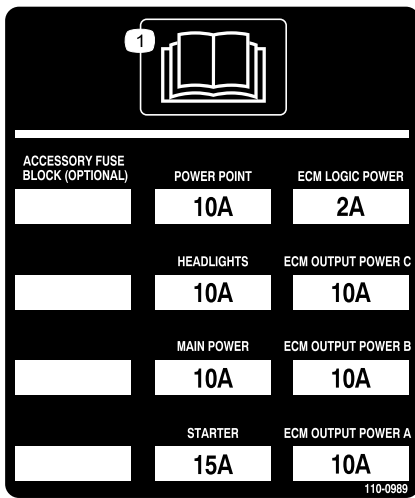 1
ACCESSORY FUSE
BLOCK (OPTIONAL)
POWER POINT
ECM LOGIC POWER
10A
2A
HEADLIGHTS
ECM OUTPUT POWER C
10A
10A
MAIN POWER
ECM OUTPUT POWER B
10A
10A
STARTER
ECM OUTPUT POWER A
15A
10A
110-0989